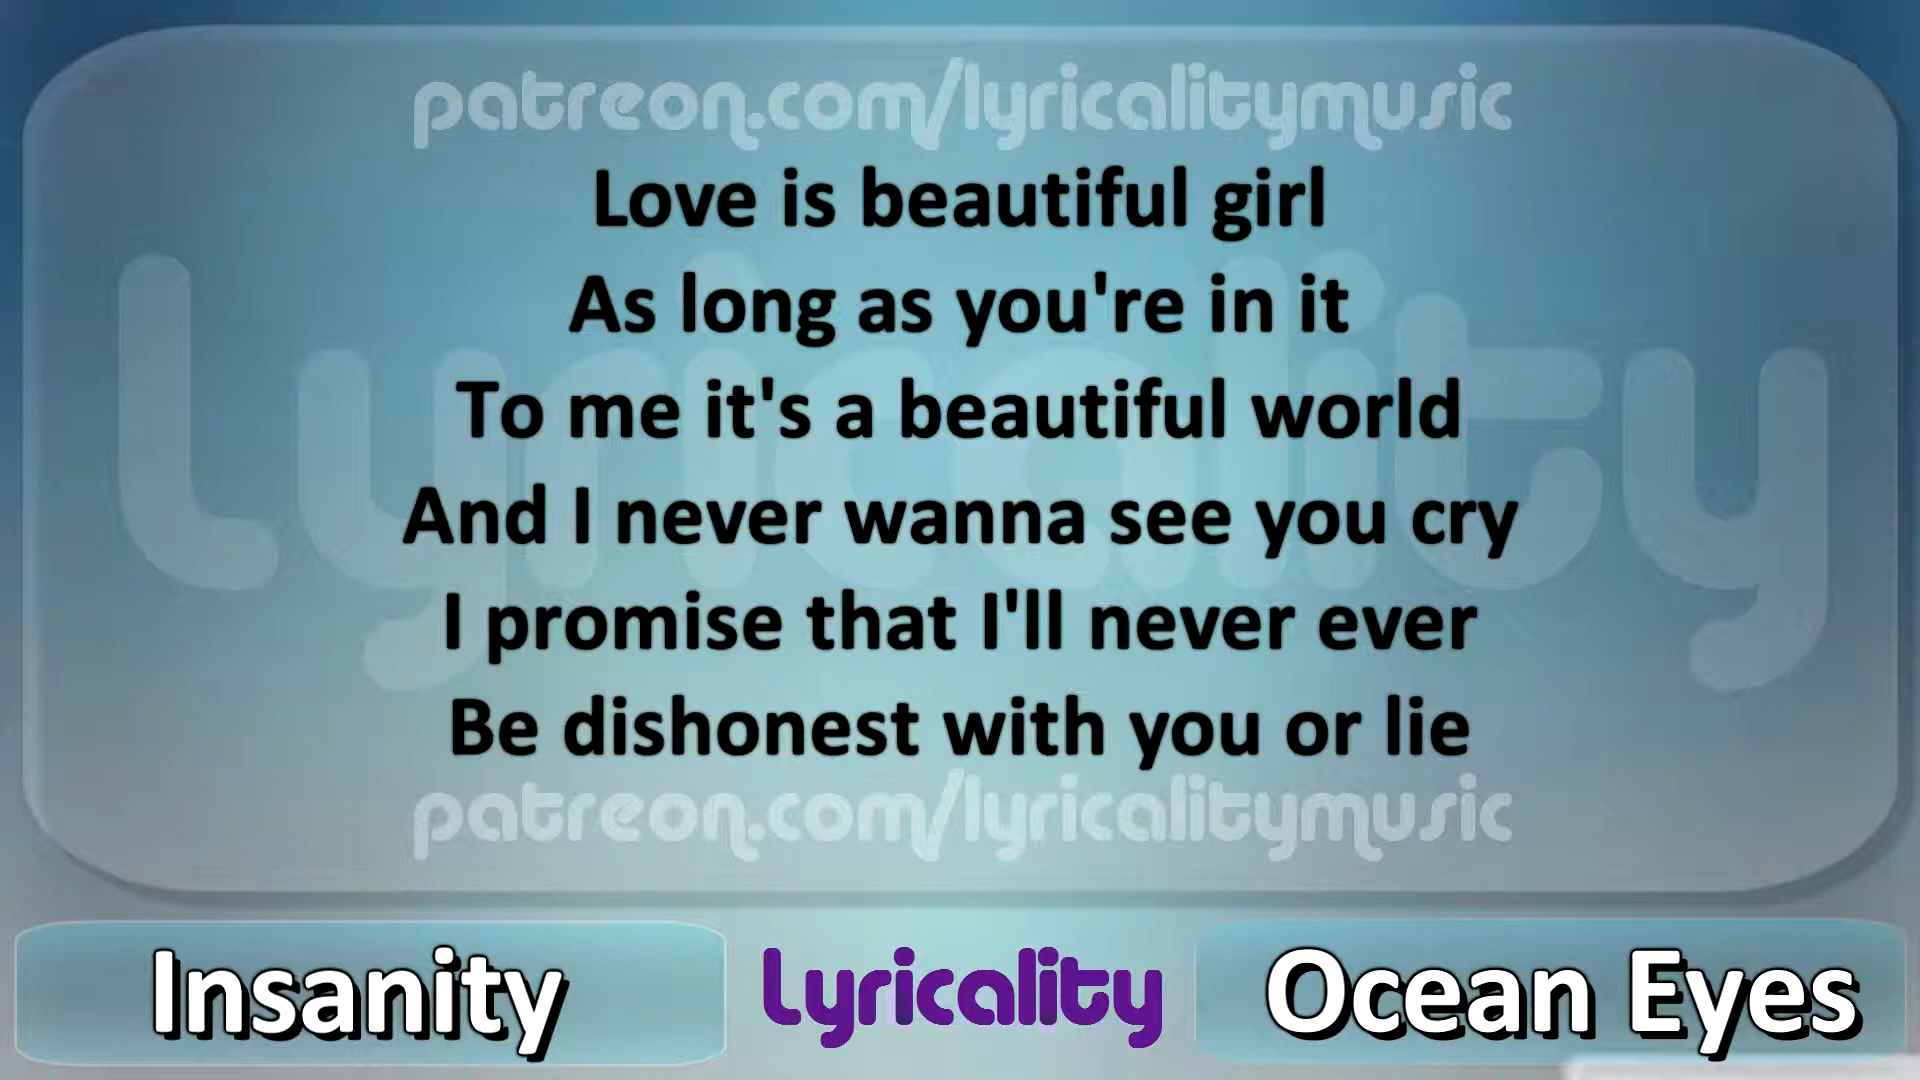 patreon.com/lyricalitymusic
Love is beautiful girl
As long as you're in it
To me it's a beautiful world
And I never wanna see you cry
I promise that I'll never ever
Be dishonest with you or lie
patreon.com/lyricalitymusic
Lyricality
Insanity
Lyricality
Ocean Eyes